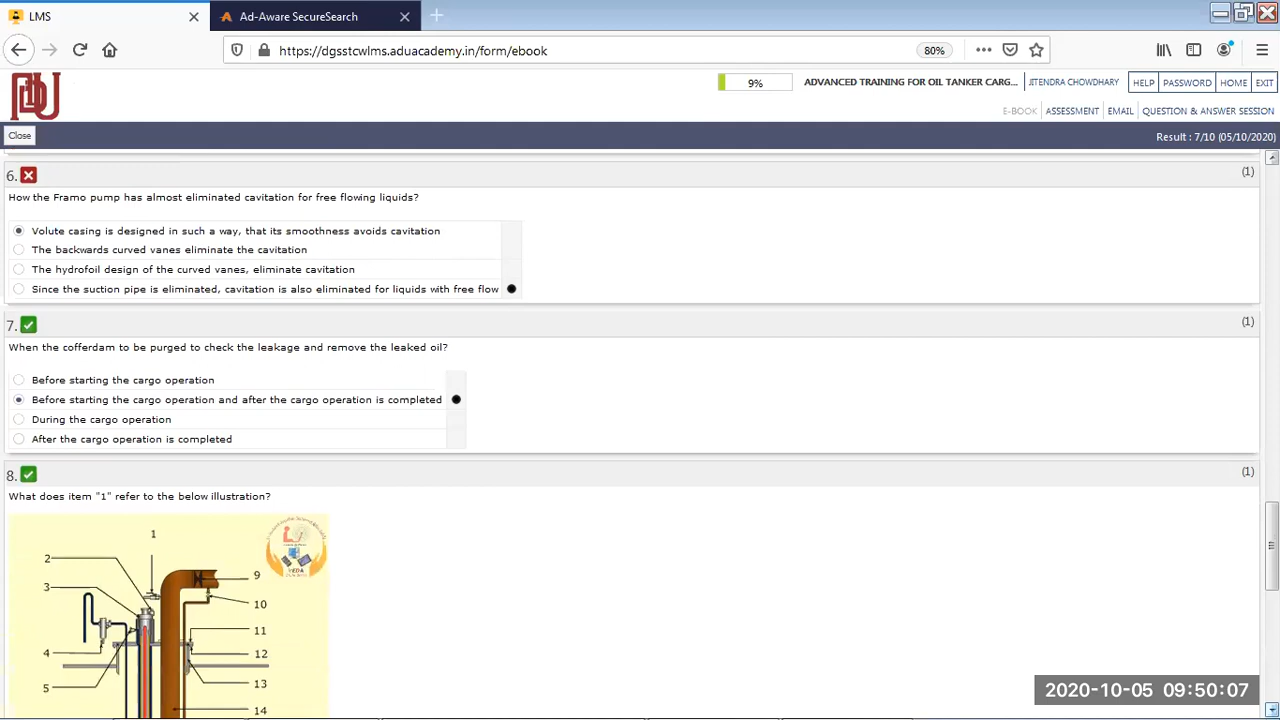 LMS
Ad-Aware SecureSearch
https://dgsstcwlms.aduacademy.in/form/ebook
80%
9%
ADVANCED TRAINING FOR OIL TANKER CARG...
JITENDRA CHOWDHARY
HELP
PASSWORD
HOME
EXIT
E-BOOK
ASSESSMENT
EMAIL
QUESTION & ANSWER SESSION
Close
Result : 7/10 (05/10/2020)
6.
(1)
How the Framo pump has almost eliminated cavitation for free flowing liquids?
Volute casing is designed in such a way, that its smoothness avoids cavitation
The backwards curved vanes eliminate the cavitation
The hydrofoil design of the curved vanes, eliminate cavitation
Since the suction pipe is eliminated, cavitation is also eliminated for liquids with free flow
7.
(1)
When the cofferdam to be purged to check the leakage and remove the leaked oil?
Before starting the cargo operation
Before starting the cargo operation and after the cargo operation is completed
During the cargo operation
After the cargo operation is completed
8.
(1)
What does item "1" refer to the below illustration?
1
2
3
4
5
9
10
11
12
13
14
2020-10-05 09:50:07